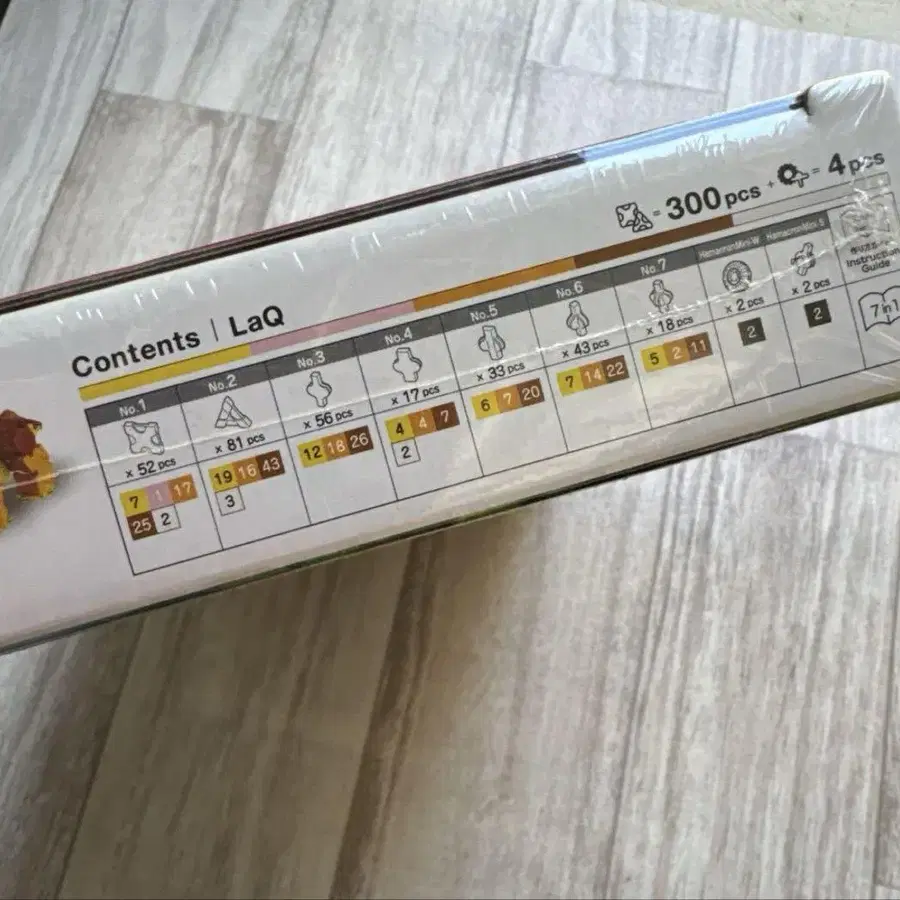 = 300 pcs + = 4 pcs
Contents | LaQ
No.1 No.2 No.3 No.4 No.5 No.6 No.7 HamacronMini-W HamacronMini-S
x 52 pcs x 81 pcs x 56 pcs x 17 pcs x 33 pcs x 43 pcs x 18 pcs x 2 pcs x 2 pcs
Instruction
Guide
7 in 1
7 1 17
25 2
19 16 43
3
12 18 26
4 4 7
2
6 7 20
7 14 22
5 2 11
2
2